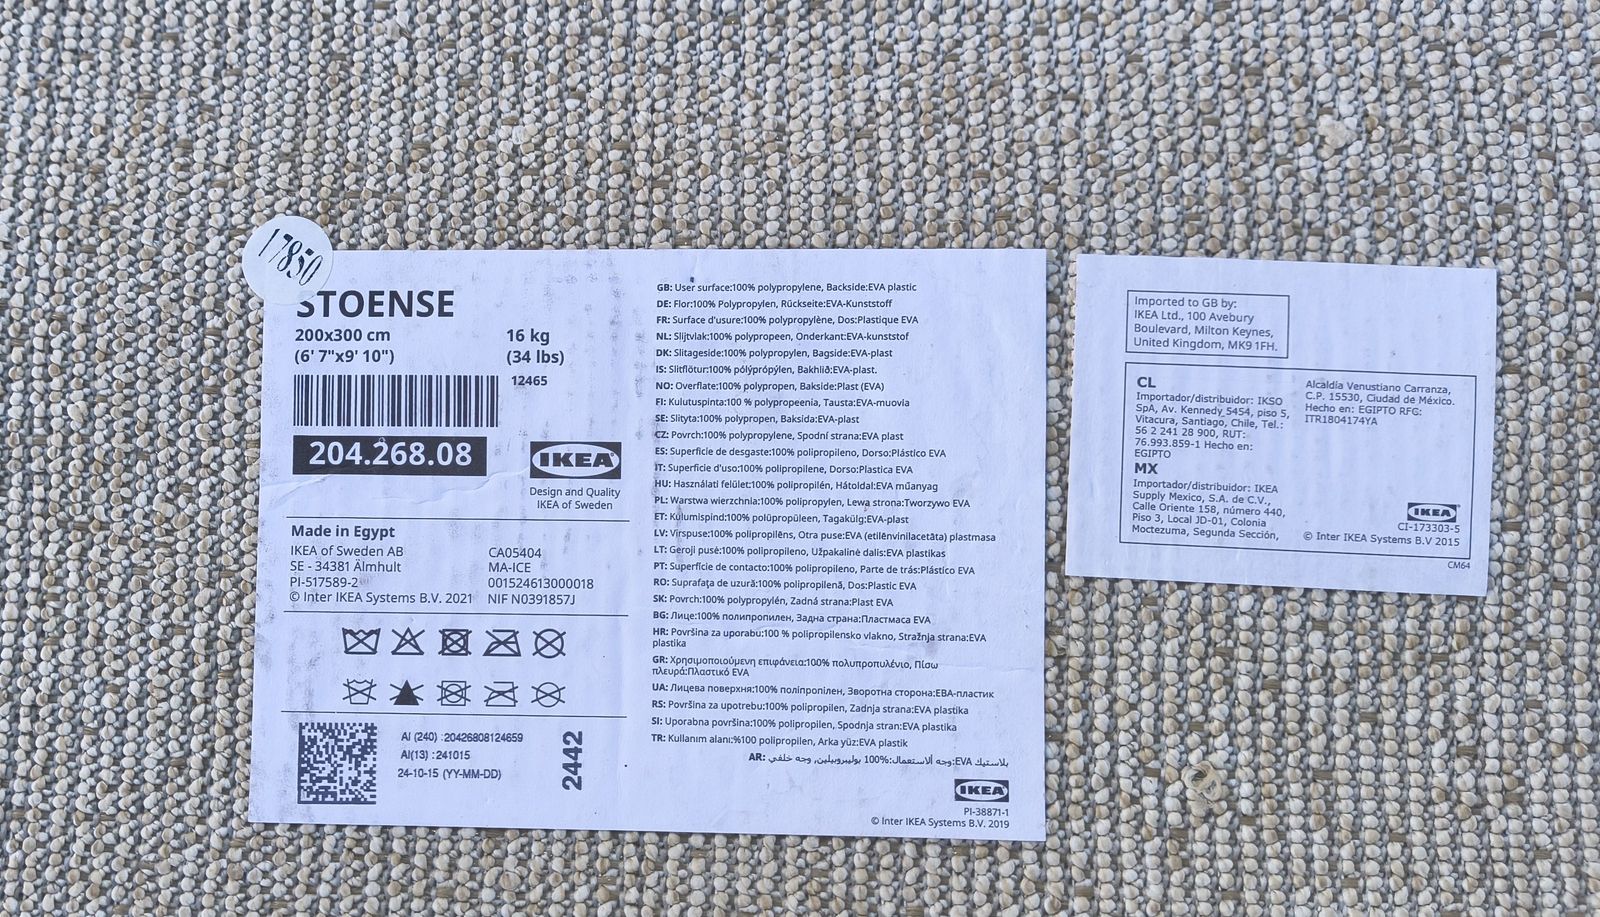 17850
STOENSE
200x300 cm
(6' 7"x9' 10")
16 kg
(34 lbs)
12465
204.268.08
IKEA
Design and Quality
IKEA of Sweden
Made in Egypt
IKEA of Sweden AB
SE - 34381 Älmhult
PI-517589-2
© Inter IKEA Systems B.V. 2021
CA05404
MA-ICE
001524613000018
NIF N0391857J
AI (240) :20426808124659
AI(13) :241015
24-10-15 (YY-MM-DD)
2442
GB: User surface:100% polypropylene, Backside:EVA plastic
DE: Flor:100% Polypropylen, Rückseite:EVA-Kunststoff
FR: Surface d'usure:100% polypropylène, Dos:Plastique EVA
NL: Slijtvlak:100% polypropeen, Onderkant:EVA-kunststof
DK: Slitageside:100% polypropylen, Bagside:EVA-plast
IS: Slitflötur:100% pólýprópýlen, Bakhlið:EVA-plast.
NO: Overflate:100% polypropen, Bakside:Plast (EVA)
FI: Kulutuspinta:100 % polypropeenia, Tausta:EVA-muovia
SE: Slityta:100% polypropen, Baksida:EVA-plast
CZ: Povrch:100% polypropylene, Spodní strana:EVA plast
ES: Superficie de desgaste:100% polipropileno, Dorso:Plástico EVA
IT: Superficie d'uso:100% polipropilene, Dorso:Plastica EVA
HU: Használati felület:100% polipropilén, Hátoldal:EVA műanyag
PL: Warstwa wierzchnia:100% polipropylen, Lewa strona:Tworzywo EVA
ET: Kulumispind:100% polüpropüleen, Tagakülg:EVA-plast
LV: Virspuse:100% polipropilēns, Otra puse:EVA (etilēnvinilacetāta) plastmasa
LT: Geroji pusė:100% polipropileno, Užpakalinė dalis:EVA plastikas
PT: Superfície de contacto:100% polipropileno, Parte de trás:Plástico EVA
RO: Suprafaţa de uzură:100% polipropilenă, Dos:Plastic EVA
SK: Povrch:100% polypropylén, Zadná strana:Plast EVA
BG: Лице:100% полипропилен, Задна страна:Пластмаса EVA
HR: Površina za uporabu:100 % polipropilensko vlakno, Stražnja strana:EVA
plastika
GR: Χρησιμοποιούμενη επιφάνεια:100% πολυπροπυλένιο, Πίσω
πλευρά:Πλαστικό EVA
UA: Лицева поверхня:100% поліпропілен, Зворотна сторона:ЕВА-пластик
RS: Površina za upotrebu:100% polipropilen, Zadnja strana:EVA plastika
SI: Uporabna površina:100% polipropilen, Spodnja stran:EVA plastika
TR: Kullanım alanı:%100 polipropilen, Arka yüz:EVA plastik
AR: وجه ألاستعمال:%100 بوليبروبيلين, وجه خلفي:EVA بلاستيك
IKEA
PI-38871-1
© Inter IKEA Systems B.V. 2019
Imported to GB by:
IKEA Ltd., 100 Avebury
Boulevard, Milton Keynes,
United Kingdom, MK9 1FH.
CL
Importador/distribuidor: IKSO
SpA, Av. Kennedy 5454, piso 5,
Vitacura, Santiago, Chile, Tel.:
56 2 241 28 900, RUT:
76.993.859-1 Hecho en:
EGIPTO
MX
Importador/distribuidor: IKEA
Supply Mexico, S.A. de C.V.,
Calle Oriente 158, número 440,
Piso 3, Local JD-01, Colonia
Moctezuma, Segunda Sección,
Alcaldía Venustiano Carranza,
C.P. 15530, Ciudad de México.
Hecho en: EGIPTO RFC:
ITR1804174YA
IKEA
CI-173303-5
© Inter IKEA Systems B.V 2015
CM64